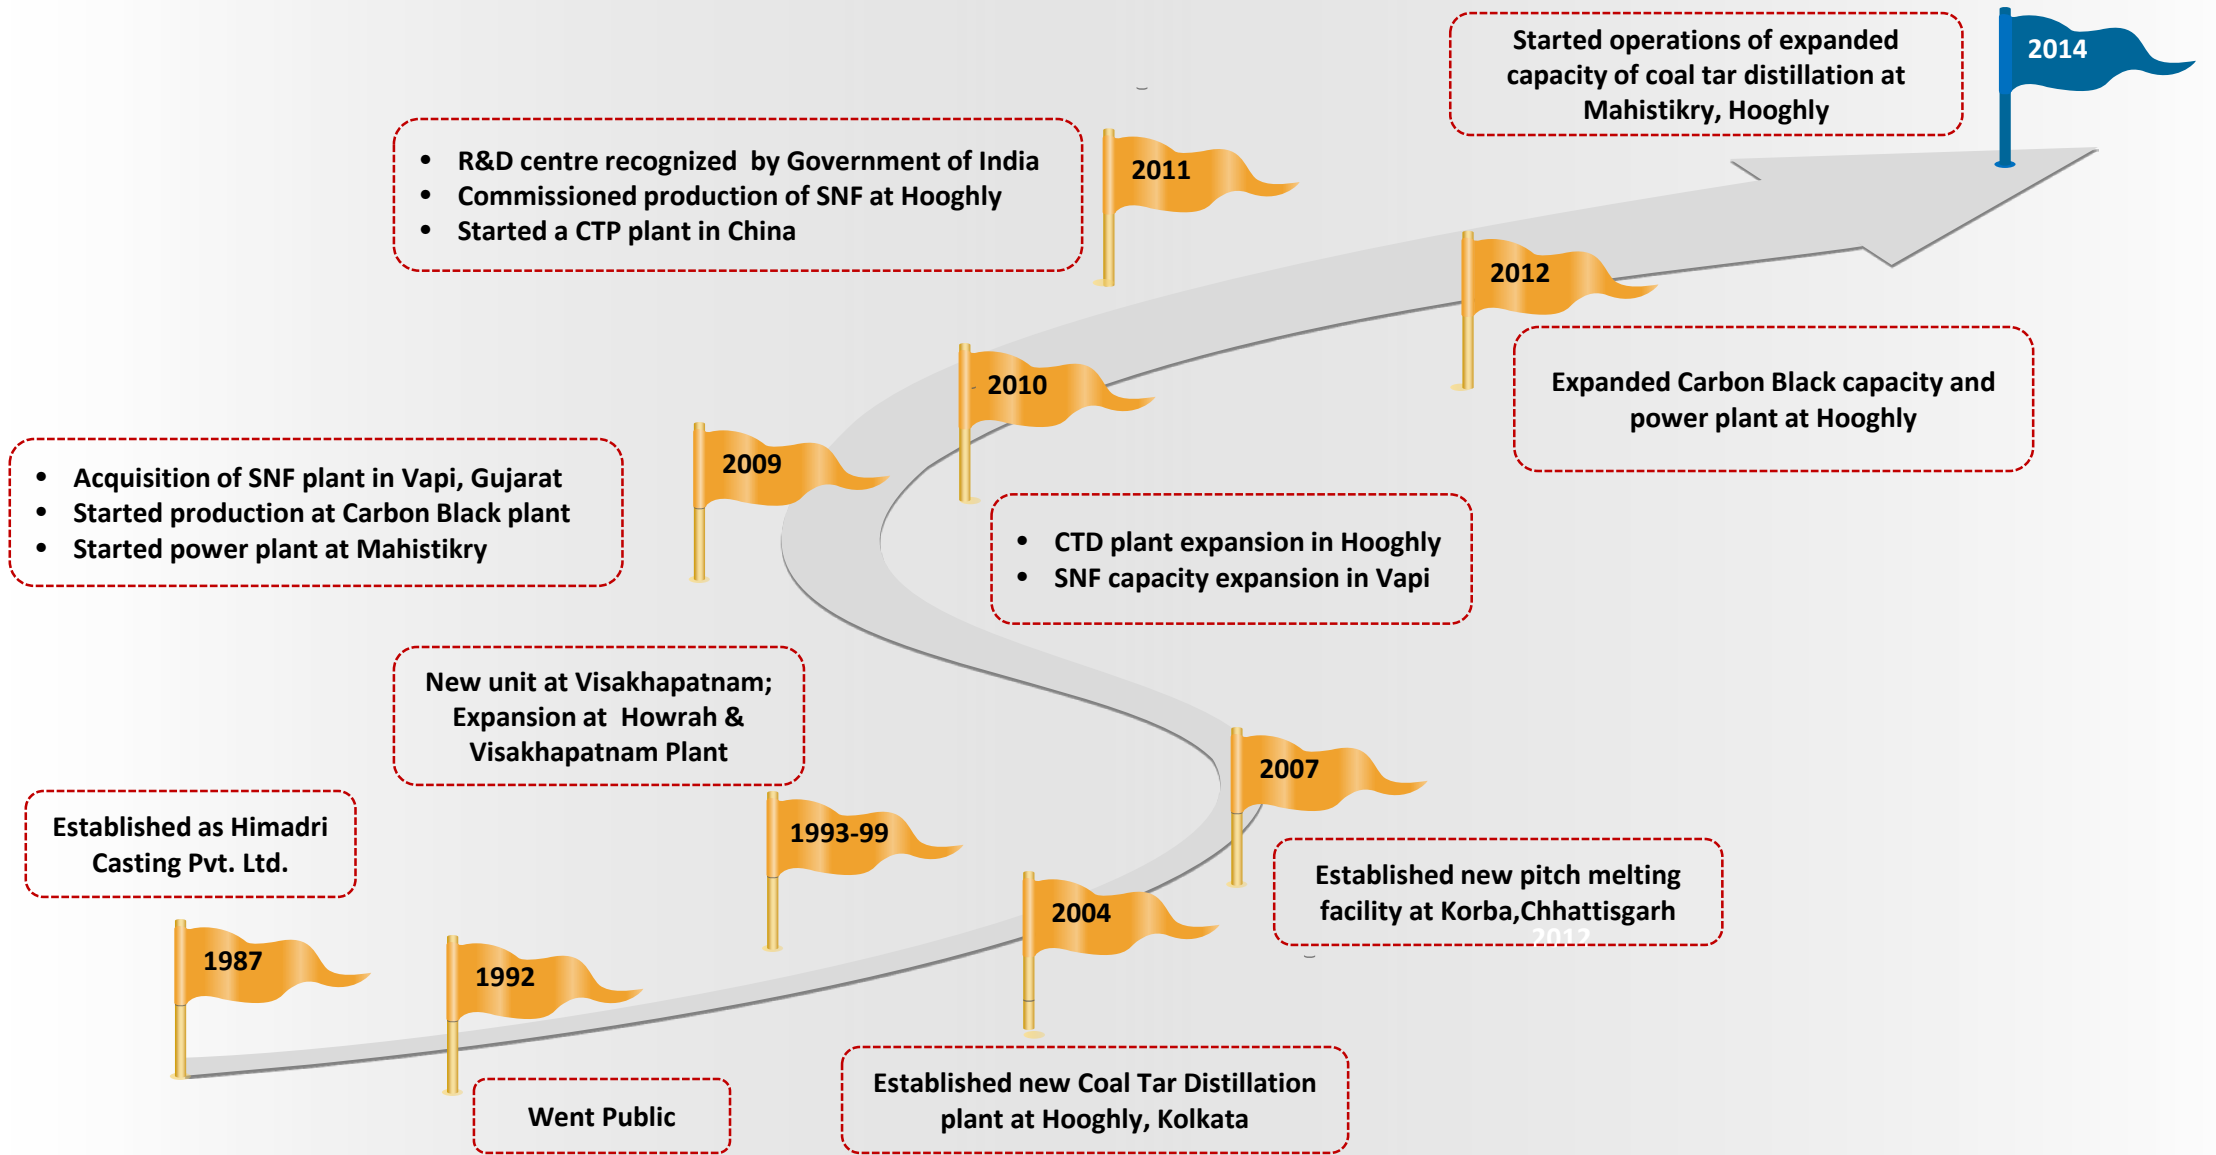 Started operations of expanded
capacity of coal tar distillation at
Mahistikry, Hooghly
2014
• R&D centre recognized by Government of India
• Commissioned production of SNF at Hooghly
• Started a CTP plant in China
2011
2012
Expanded Carbon Black capacity and
power plant at Hooghly
2010
• CTD plant expansion in Hooghly
• SNF capacity expansion in Vapi
2009
• Acquisition of SNF plant in Vapi, Gujarat
• Started production at Carbon Black plant
• Started power plant at Mahistikry
New unit at Visakhapatnam;
Expansion at Howrah &
Visakhapatnam Plant
1993-99
2007
Established new pitch melting
facility at Korba,Chhattisgarh
2012
Established as Himadri
Casting Pvt. Ltd.
1987
1992
Went Public
2004
Established new Coal Tar Distillation
plant at Hooghly, Kolkata